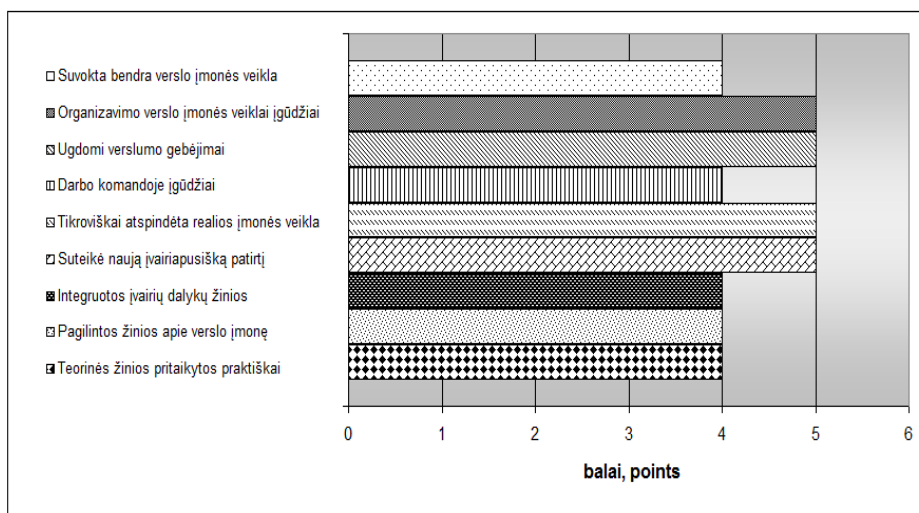 Suvokta bendra verslo įmonės veikla
Organizavimo verslo įmonės veiklai įgūdžiai
Ugdomi verslumo gebėjimai
Darbo komandoje įgūdžiai
Tikroviškai atspindėta realios įmonės veikla
Suteikė naują įvairiapusišką patirtį
Integruotos įvairių dalykų žinios
Pagilintos žinios apie verslo įmonę
Teorinės žinios pritaikytos praktiškai
0 1 2 3 4 5 6
balai, points